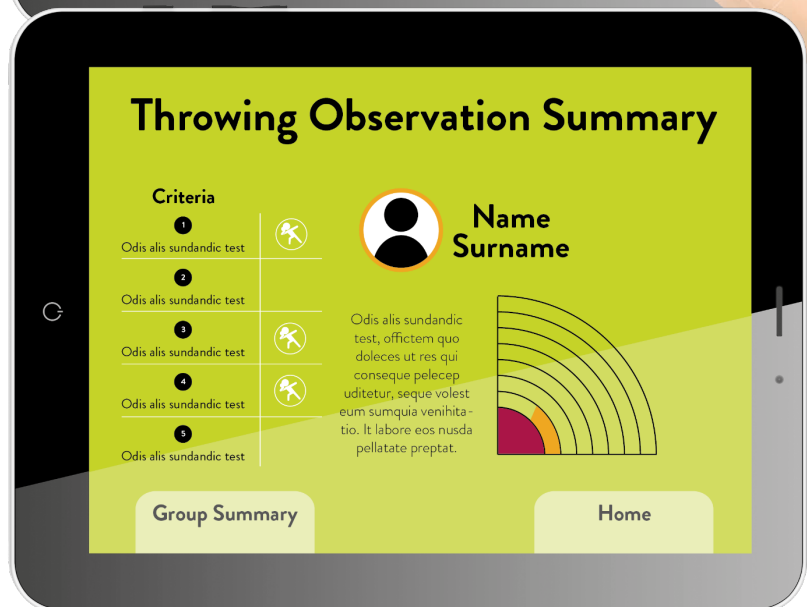 Throwing Observation Summary
Criteria
1
Odis alis sundandic test
2
Odis alis sundandic test
3
Odis alis sundandic test
4
Odis alis sundandic test
5
Odis alis sundandic test
Name
Surname
Odis alis sundandic
test, offictem quo
doleces ut res qui
conseque pelecep
uditetur, seque volest
eum sumquia venihita-
tio. It labore eos nusda
pellatate preptat.
Group Summary
Home